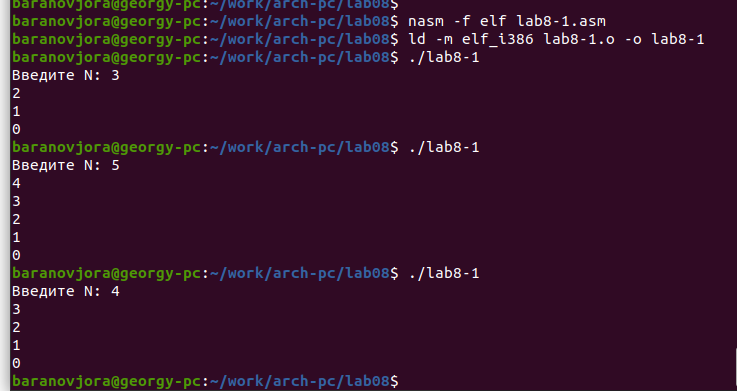 baranovjora@georgy-pc:~/work/arch-pc/lab08$
baranovjora@georgy-pc:~/work/arch-pc/lab08$ nasm -f elf lab8-1.asm
baranovjora@georgy-pc:~/work/arch-pc/lab08$ ld -m elf_i386 lab8-1.o -o lab8-1
baranovjora@georgy-pc:~/work/arch-pc/lab08$ ./lab8-1
Введите N: 3
2
1
0
baranovjora@georgy-pc:~/work/arch-pc/lab08$ ./lab8-1
Введите N: 5
4
3
2
1
0
baranovjora@georgy-pc:~/work/arch-pc/lab08$ ./lab8-1
Введите N: 4
3
2
1
0
baranovjora@georgy-pc:~/work/arch-pc/lab08$